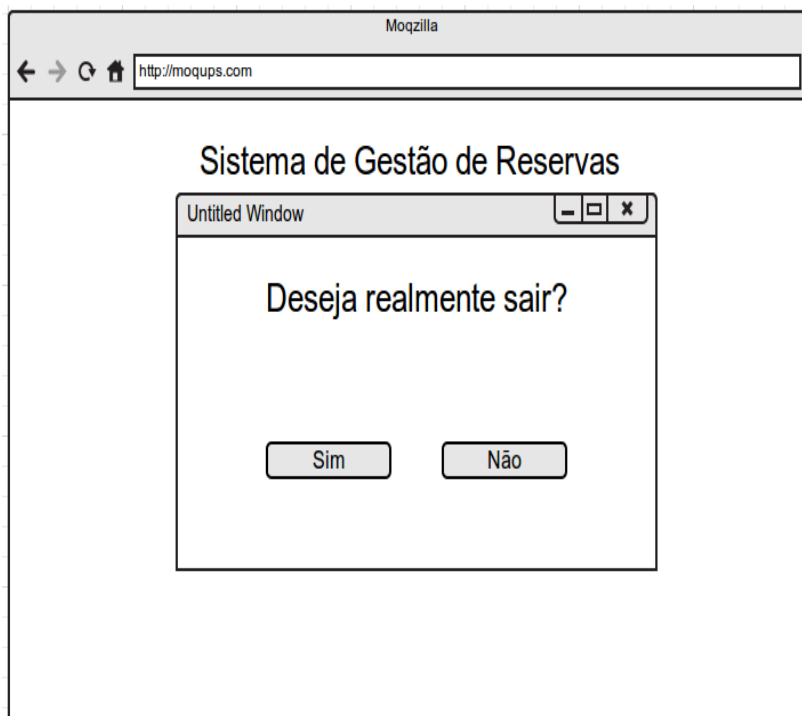 Moqzilla
http://moqups.com
Sistema de Gestão de Reservas
Untitled Window
Deseja realmente sair?
Sim Não